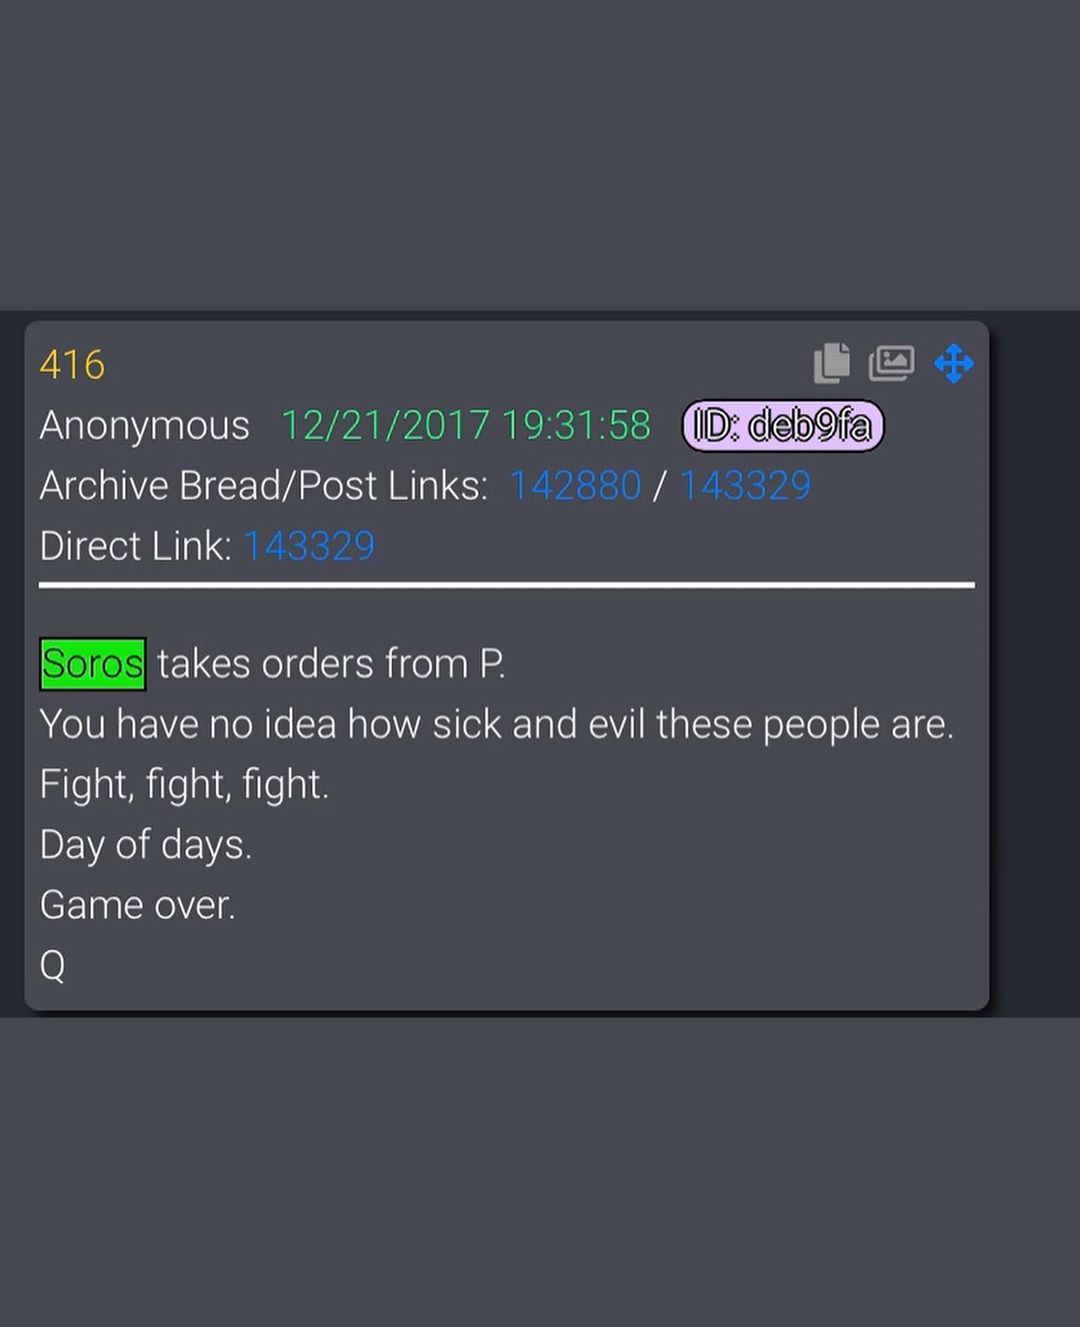 416
Anonymous 12/21/2017 19:31:58 ID: deb9fa
Archive Bread/Post Links: 142880 / 143329
Direct Link: 143329
Soros takes orders from P.
You have no idea how sick and evil these people are.
Fight, fight, fight.
Day of days.
Game over.
Q